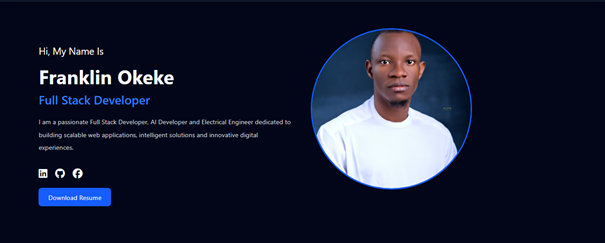 Hi, My Name Is
Franklin Okeke
Full Stack Developer
I am a passionate Full Stack Developer, AI Developer and Electrical Engineer dedicated to
building scalable web applications, intelligent solutions and innovative digital
experiences.
Download Resume